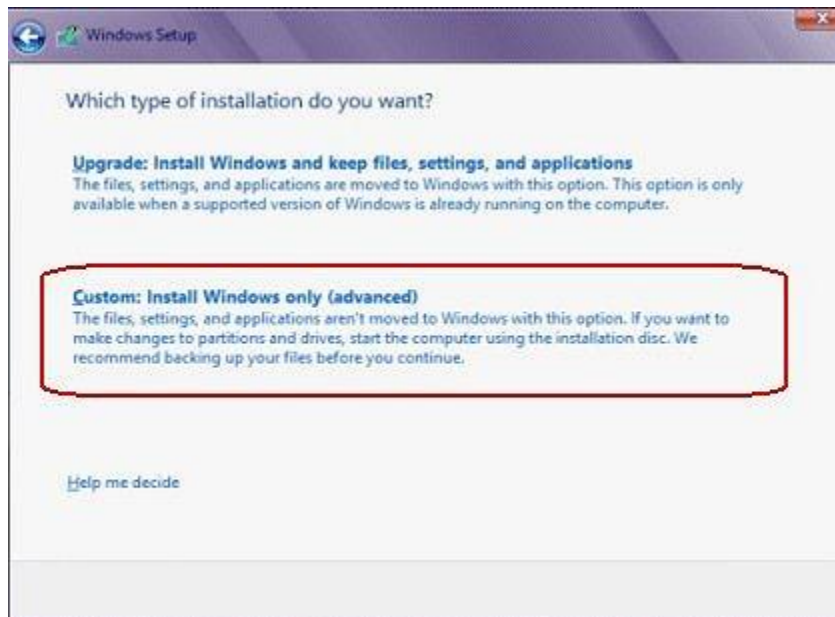 Windows Setup
Which type of installation do you want?
Upgrade: Install Windows and keep files, settings, and applications
The files, settings, and applications are moved to Windows with this option. This option is only
available when a supported version of Windows is already running on the computer.
Custom: Install Windows only (advanced)
The files, settings, and applications aren't moved to Windows with this option. If you want to
make changes to partitions and drives, start the computer using the installation disc. We
recommend backing up your files before you continue.
Help me decide